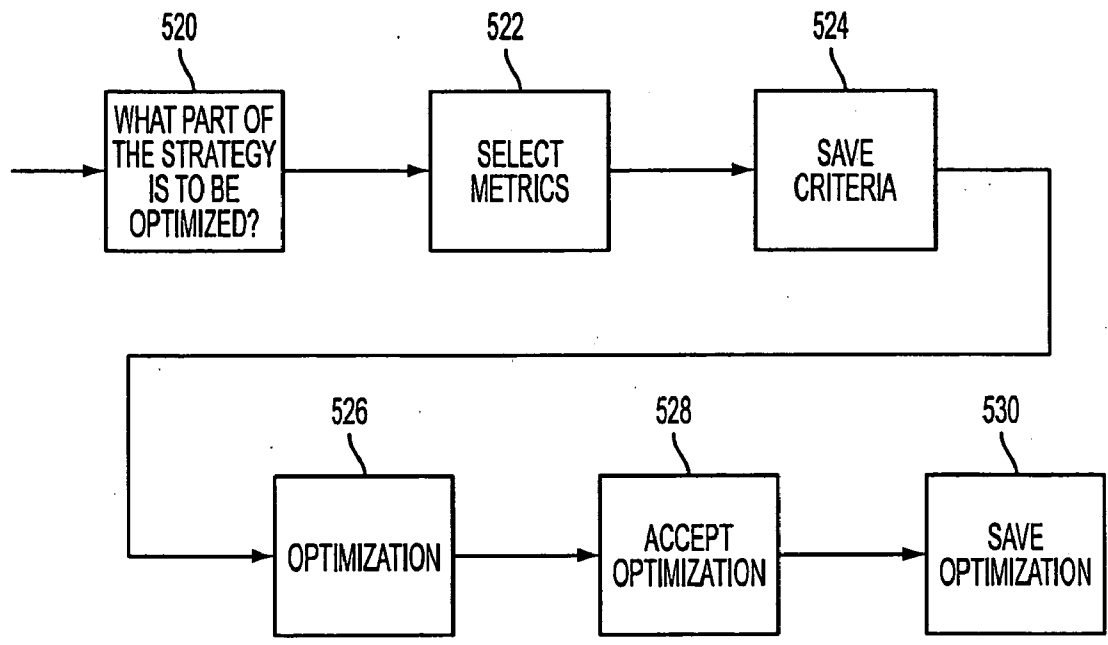 520
522
524
WHAT PART OF
THE STRATEGY
IS TO BE
OPTIMIZED?
SELECT
METRICS
SAVE
CRITERIA
526
528
530
OPTIMIZATION
ACCEPT
OPTIMIZATION
SAVE
OPTIMIZATION